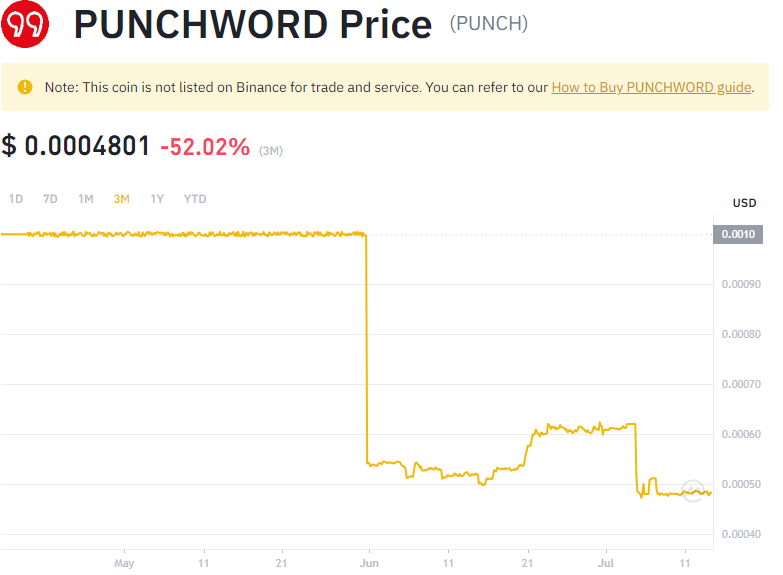 PUNCHWORD Price (PUNCH)
Note: This coin is not listed on Binance for trade and service. You can refer to our How to Buy PUNCHWORD guide.
$ 0.0004801 -52.02% (3M)
1D 7D 1M 3M 1Y YTD
USD
0.0010
0.00090
0.00080
0.00070
0.00060
0.00050
0.00040
May 11 21 Jun 11 21 Jul 11